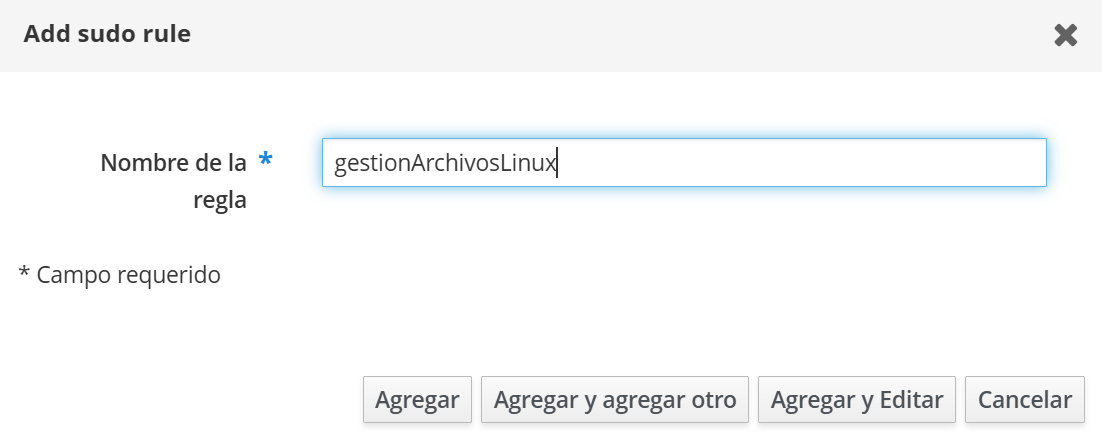 Add sudo rule
Nombre de la *
regla
gestionArchivosLinux
* Campo requerido
Agregar
Agregar y agregar otro
Agregar y Editar
Cancelar